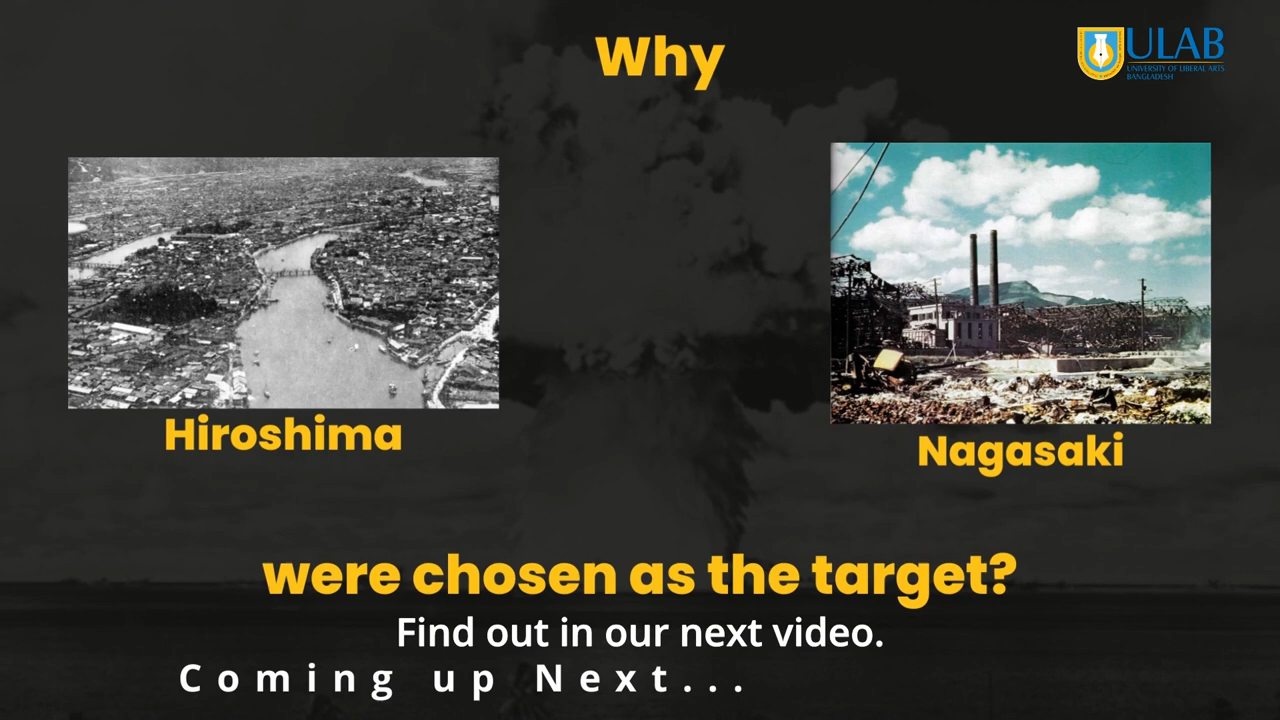 Why
ULAB
UNIVERSITY OF LIBERAL ARTS
BANGLADESH
Hiroshima
Nagasaki
were chosen as the target?
Find out in our next video.
Coming up Next...